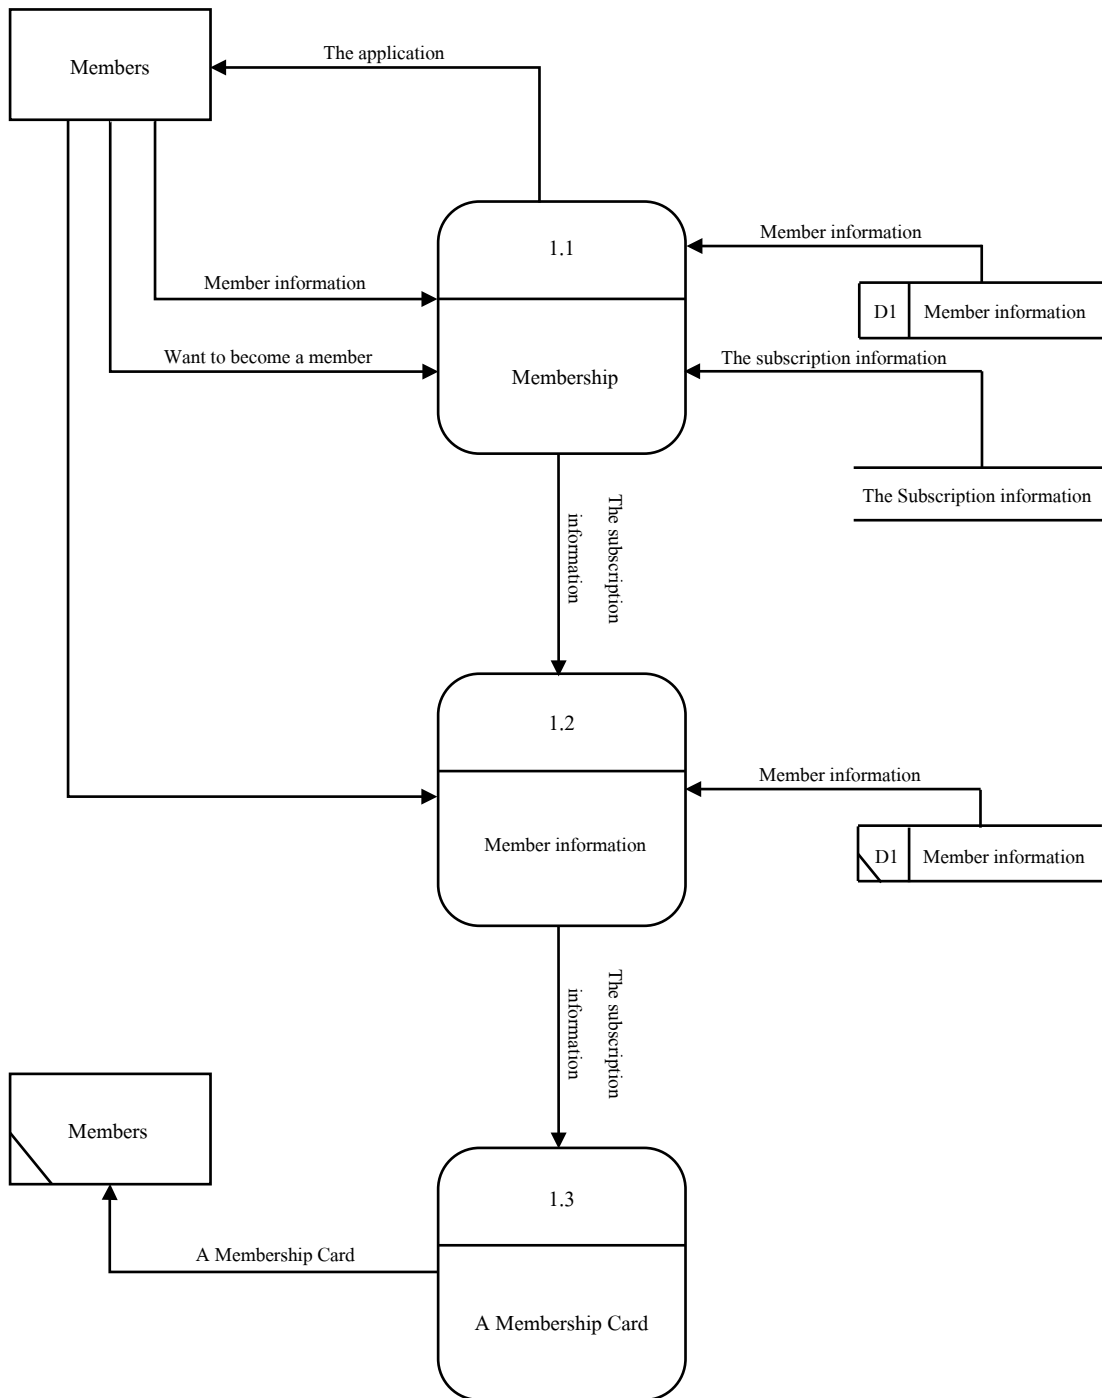 The application
Members
1.1
Member information
Member information
D1
Member information
Want to become a member
The subscription information
Membership
The Subscription information
The subscription
information
1.2
Member information
Member information
D1
Member information
The subscription
information
Members
1.3
A Membership Card
A Membership Card